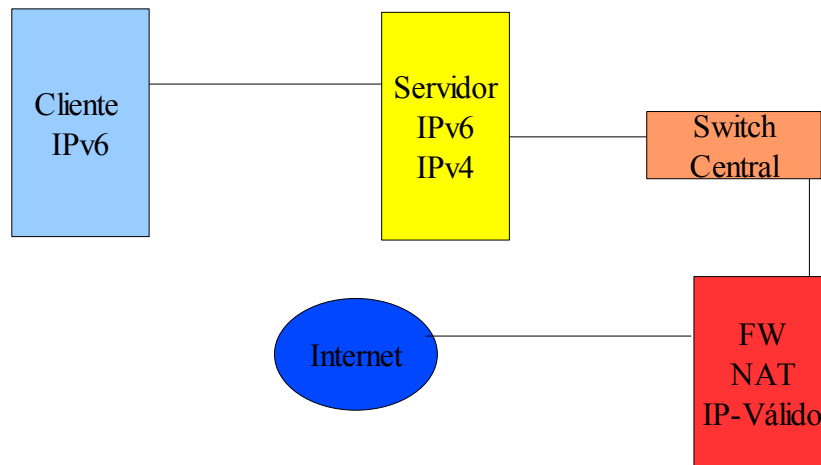 Cliente
IPv6
Servidor
IPv6
IPv4
Switch
Central
Internet
FW
NAT
IP-Válido